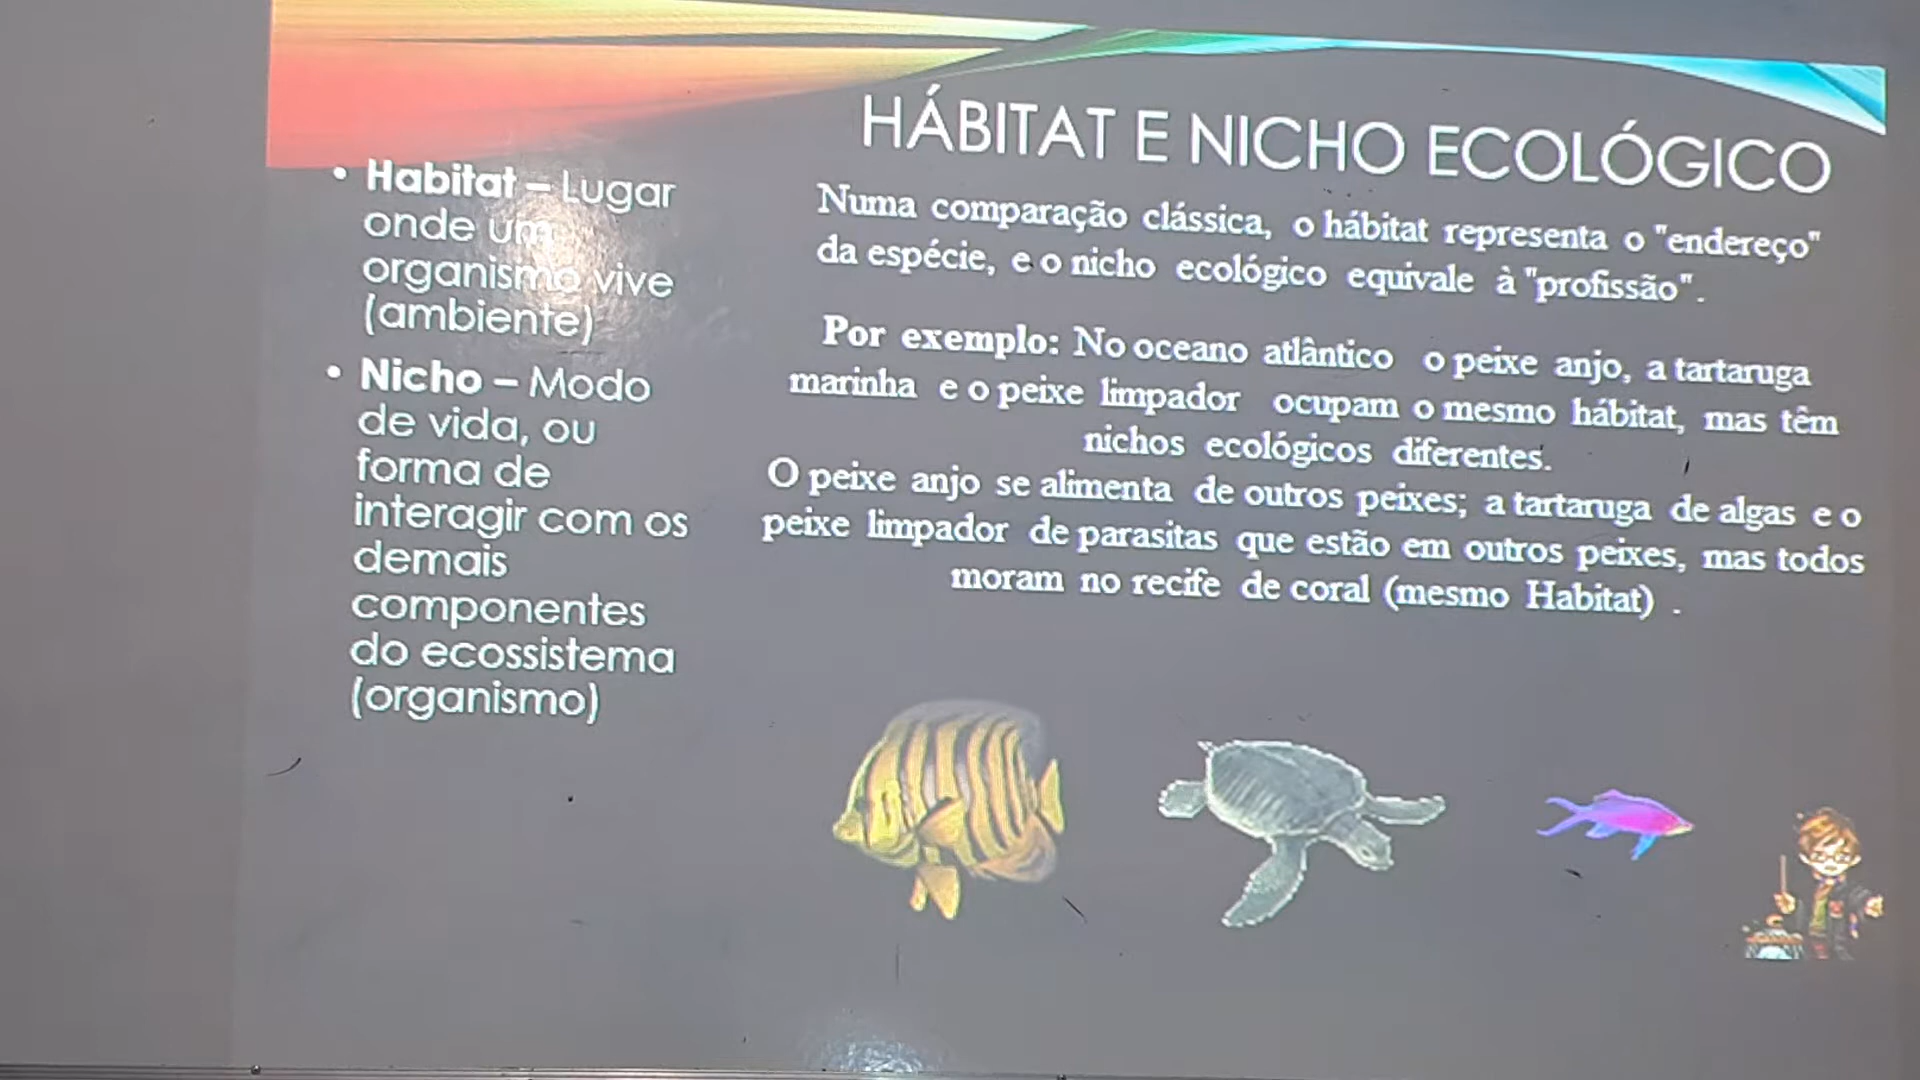 HÁBITAT E NICHO ECOLÓGICO
• Habitat – Lugar
onde um
organismo vive
(ambiente)
• Nicho – Modo
de vida, ou
forma de
interagir com os
demais
componentes
do ecossistema
(organismo)
Numa comparação clássica, o hábitat representa o "endereço"
da espécie, e o nicho ecológico equivale à "profissão".
Por exemplo: No oceano atlântico o peixe anjo, a tartaruga
marinha e o peixe limpador ocupam o mesmo hábitat, mas têm
nichos ecológicos diferentes.
O peixe anjo se alimenta de outros peixes; a tartaruga de algas e o
peixe limpador de parasitas que estão em outros peixes, mas todos
moram no recife de coral (mesmo Habitat) .